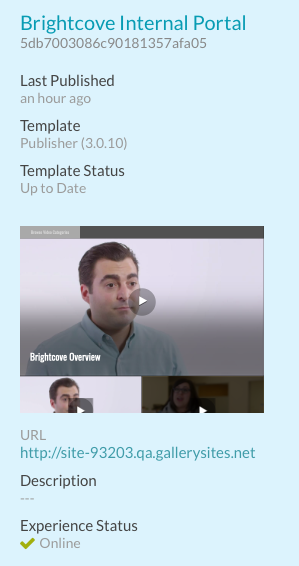 Brightcove Internal Portal
5db7003086c90181357afa05
Last Published
an hour ago
Template
Publisher (3.0.10)
Template Status
Up to Date
Brightcove Overview
URL
http://site-93203.qa.gallerysites.net
Description
---
Experience Status
Online